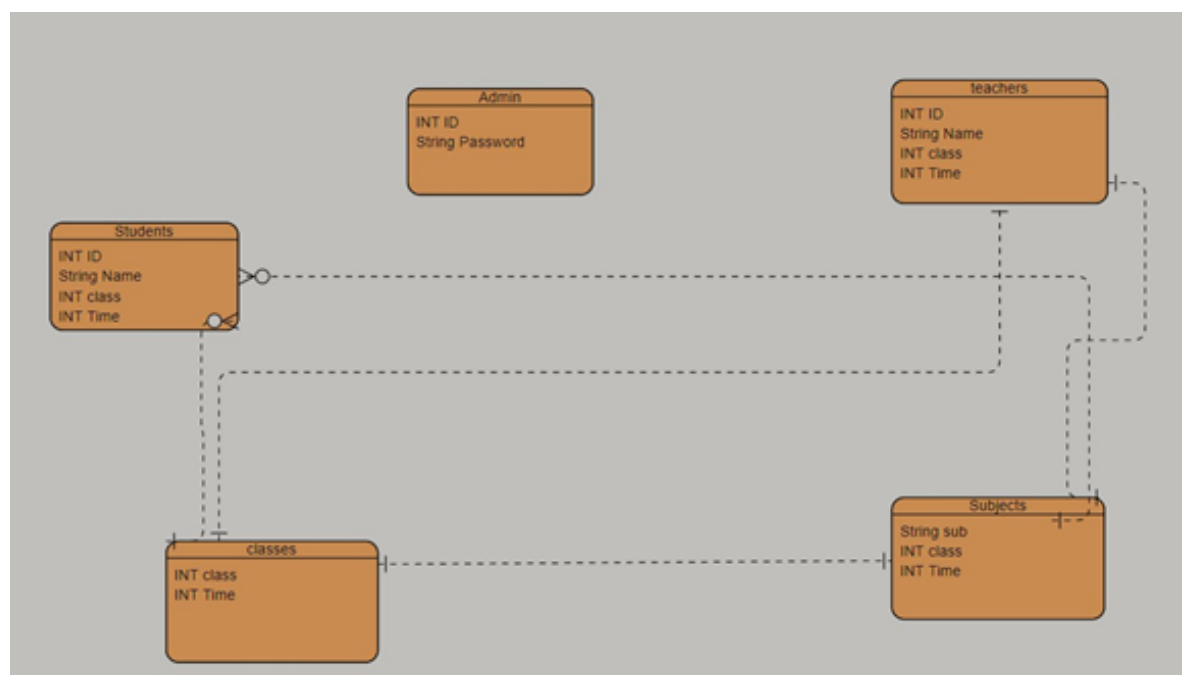 Admin
INT ID
String Password
teachers
INT ID
String Name
INT class
INT Time
Students
INT ID
String Name
INT class
INT Time
classes
INT class
INT Time
Subjects
String sub
INT class
INT Time